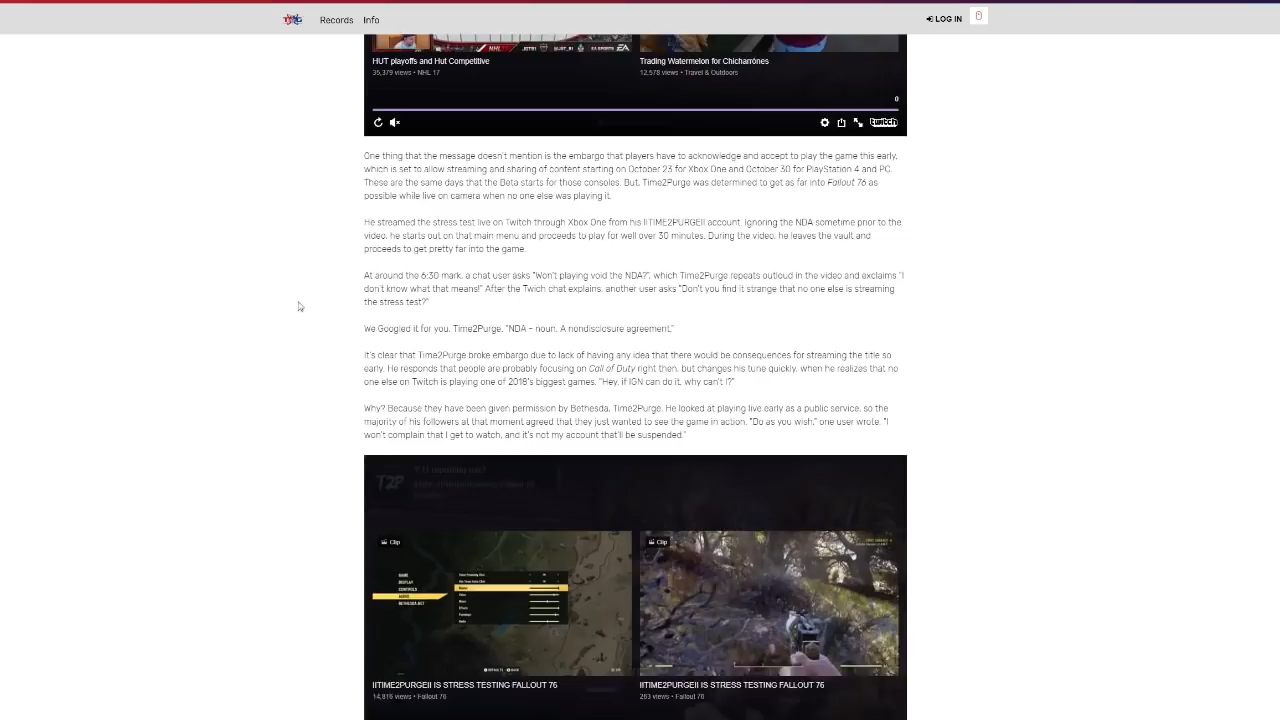 Records Info
LOG IN
HUT playoffs and Hut Competitive
35,379 views • NHL 17
Trading Watermelon for Chicharrónes
12,578 views • Travel & Outdoors
0
twitch
One thing that the message doesn't mention is the embargo that players have to acknowledge and accept to play the game this early,
which is set to allow streaming and sharing of content starting on October 23 for Xbox One and October 30 for PlayStation 4 and PC.
These are the same days that the Beta starts for those consoles. But, Time2Purge was determined to get as far into Fallout 76 as
possible while live on camera when no one else was playing it.
He streamed the stress test live on Twitch through Xbox One from his IITIME2PURGEII account. Ignoring the NDA sometime prior to the
video, he starts out on that main menu and proceeds to play for well over 30 minutes. During the video, he leaves the vault and
proceeds to get pretty far into the game.
At around the 6:30 mark, a chat user asks "Won't playing void the NDA?", which Time2Purge repeats outloud in the video and exclaims "I
don't know what that means!" After the Twich chat explains, another user asks "Don't you find it strange that no one else is streaming
the stress test?"
We Googled it for you, Time2Purge. "NDA – noun. A nondisclosure agreement."
It's clear that Time2Purge broke embargo due to lack of having any idea that there would be consequences for streaming the title so
early. He responds that people are probably focusing on Call of Duty right then, but changes his tune quickly, when he realizes that no
one else on Twitch is playing one of 2018's biggest games. "Hey, if IGN can do it, why can't I?"
Why? Because they have been given permission by Bethesda, Time2Purge. He looked at playing live early as a public service, so the
majority of his followers at that moment agreed that they just wanted to see the game in action. "Do as you wish," one user wrote. "I
won't complain that I get to watch, and it's not my account that'll be suspended."
T2P
Clip
Clip
GAME
DISPLAY
CONTROLS
AUDIO
BETHESDA.NET
IITIME2PURGEII IS STRESS TESTING FALLOUT 76
14,816 views • Fallout 76
IITIME2PURGEII IS STRESS TESTING FALLOUT 76
263 views • Fallout 76